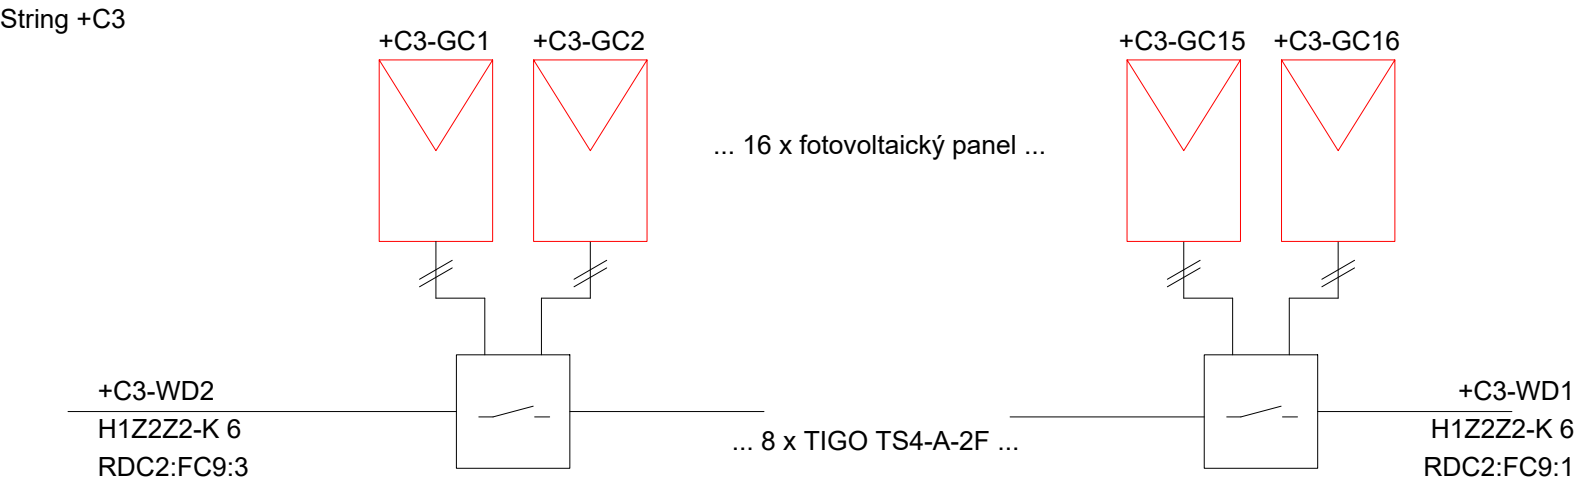 String +C3
+C3-GC1
+C3-GC2
+C3-GC15
+C3-GC16
... 16 x fotovoltaický panel ...
+C3-WD2
H1Z2Z2-K 6
RDC2:FC9:3
... 8 x TIGO TS4-A-2F ...
+C3-WD1
H1Z2Z2-K 6
RDC2:FC9:1